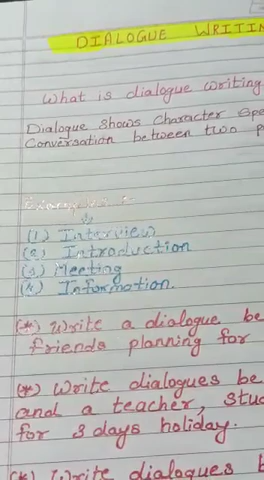 DIALOGUE WRITIN
What is dialogue writing
Dialogue shows character spe
Conversation between two p
(1) Interview
(2) Introduction
(3) Meeting
(4) Information.
(*) Write a dialogue be
friends planning for
(*) Write dialogues be
and a teacher, stud
for 3 days holiday.
(*) Write dialogues b